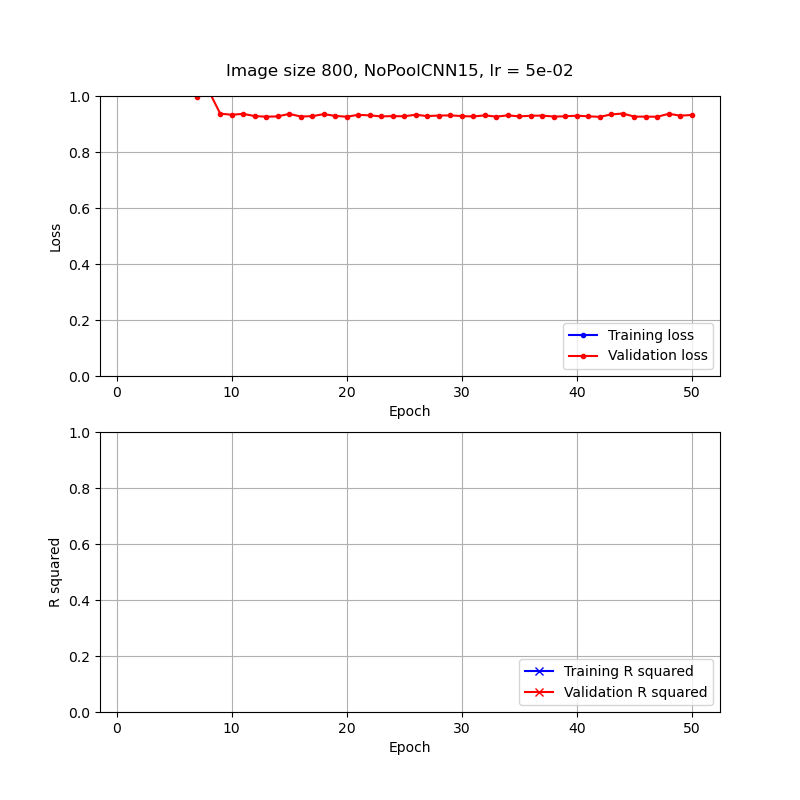 Image size 800, NoPoolCNN15, lr = 5e-02
1.0
0.8
0.6
0.4
0.2
0.0
Loss
0 10 20 30 40 50
Epoch
Training loss
Validation loss
1.0
0.8
0.6
0.4
0.2
0.0
R squared
0 10 20 30 40 50
Epoch
Training R squared
Validation R squared